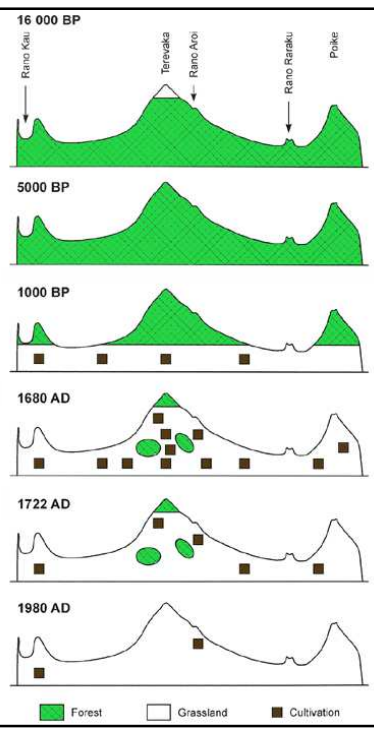 16 000 BP
Rano Kau
Terevaka
Rano Aroi
Rano Raraku
Poike
5000 BP
1000 BP
1680 AD
1722 AD
1980 AD
Forest
Grassland
Cultivation